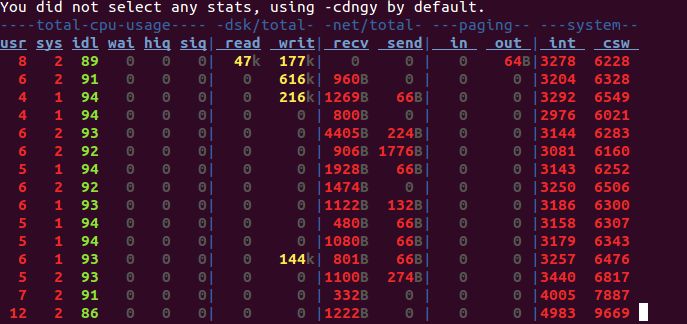 You did not select any stats, using -cdngy by default.
----total-cpu-usage---- -dsk/total- -net/total- ---paging-- ---system--
usr sys idl wai hiq siq| read  writ| recv  send|  in   out | int   csw
  8   2  89   0   0   0|  47k  177k|   0     0 |   0    64B|3278  6228
  6   2  91   0   0   0|   0   616k| 960B    0 |   0     0 |3204  6328
  4   1  94   0   0   0|   0   216k|1269B   66B|   0     0 |3292  6549
  4   1  94   0   0   0|   0     0 | 800B    0 |   0     0 |2976  6021
  6   2  93   0   0   0|   0     0 |4405B  224B|   0     0 |3144  6283
  6   2  92   0   0   0|   0     0 | 906B 1776B|   0     0 |3081  6160
  5   1  94   0   0   0|   0     0 |1928B   66B|   0     0 |3143  6252
  6   2  92   0   0   0|   0     0 |1474B    0 |   0     0 |3250  6506
  6   1  93   0   0   0|   0     0 |1122B  132B|   0     0 |3186  6300
  5   1  94   0   0   0|   0     0 | 480B   66B|   0     0 |3158  6307
  5   1  94   0   0   0|   0     0 |1080B   66B|   0     0 |3179  6343
  6   1  93   0   0   0|   0   144k| 801B   66B|   0     0 |3257  6476
  5   2  93   0   0   0|   0     0 |1100B  274B|   0     0 |3440  6817
  7   2  91   0   0   0|   0     0 | 332B    0 |   0     0 |4005  7887
 12   2  86   0   0   0|   0     0 |1222B    0 |   0     0 |4983  9669